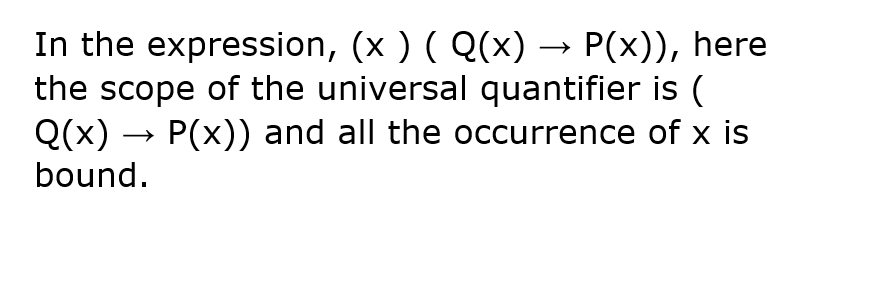 In the expression, (x ) ( Q(x) → P(x)), here
the scope of the universal quantifier is (
Q(x) → P(x)) and all the occurrence of x is
bound.